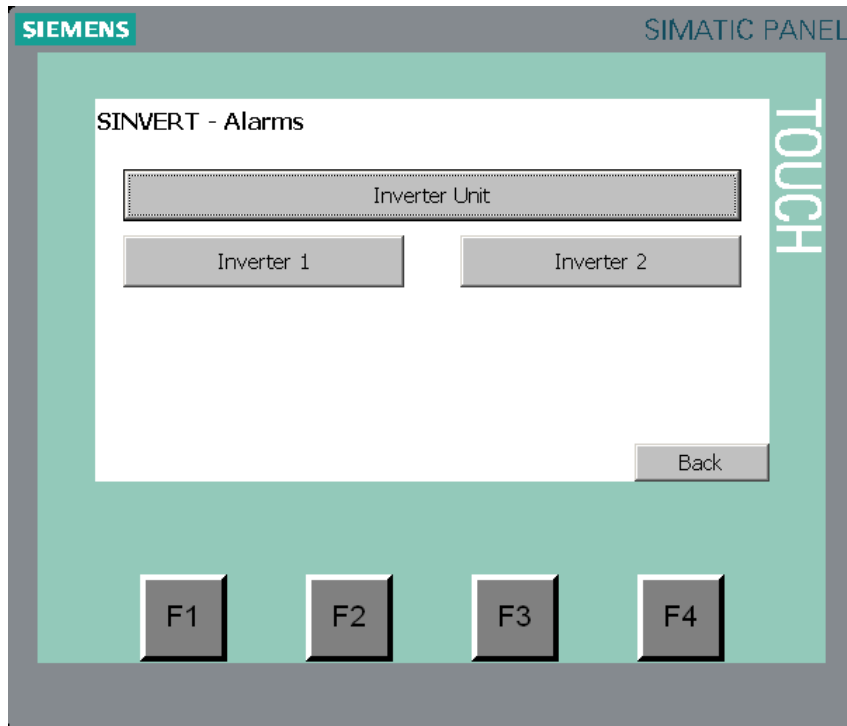 SIEMENS
SIMATIC PANEL
TOUCH
SINVERT - Alarms
Inverter Unit
Inverter 1
Inverter 2
Back
F1
F2
F3
F4